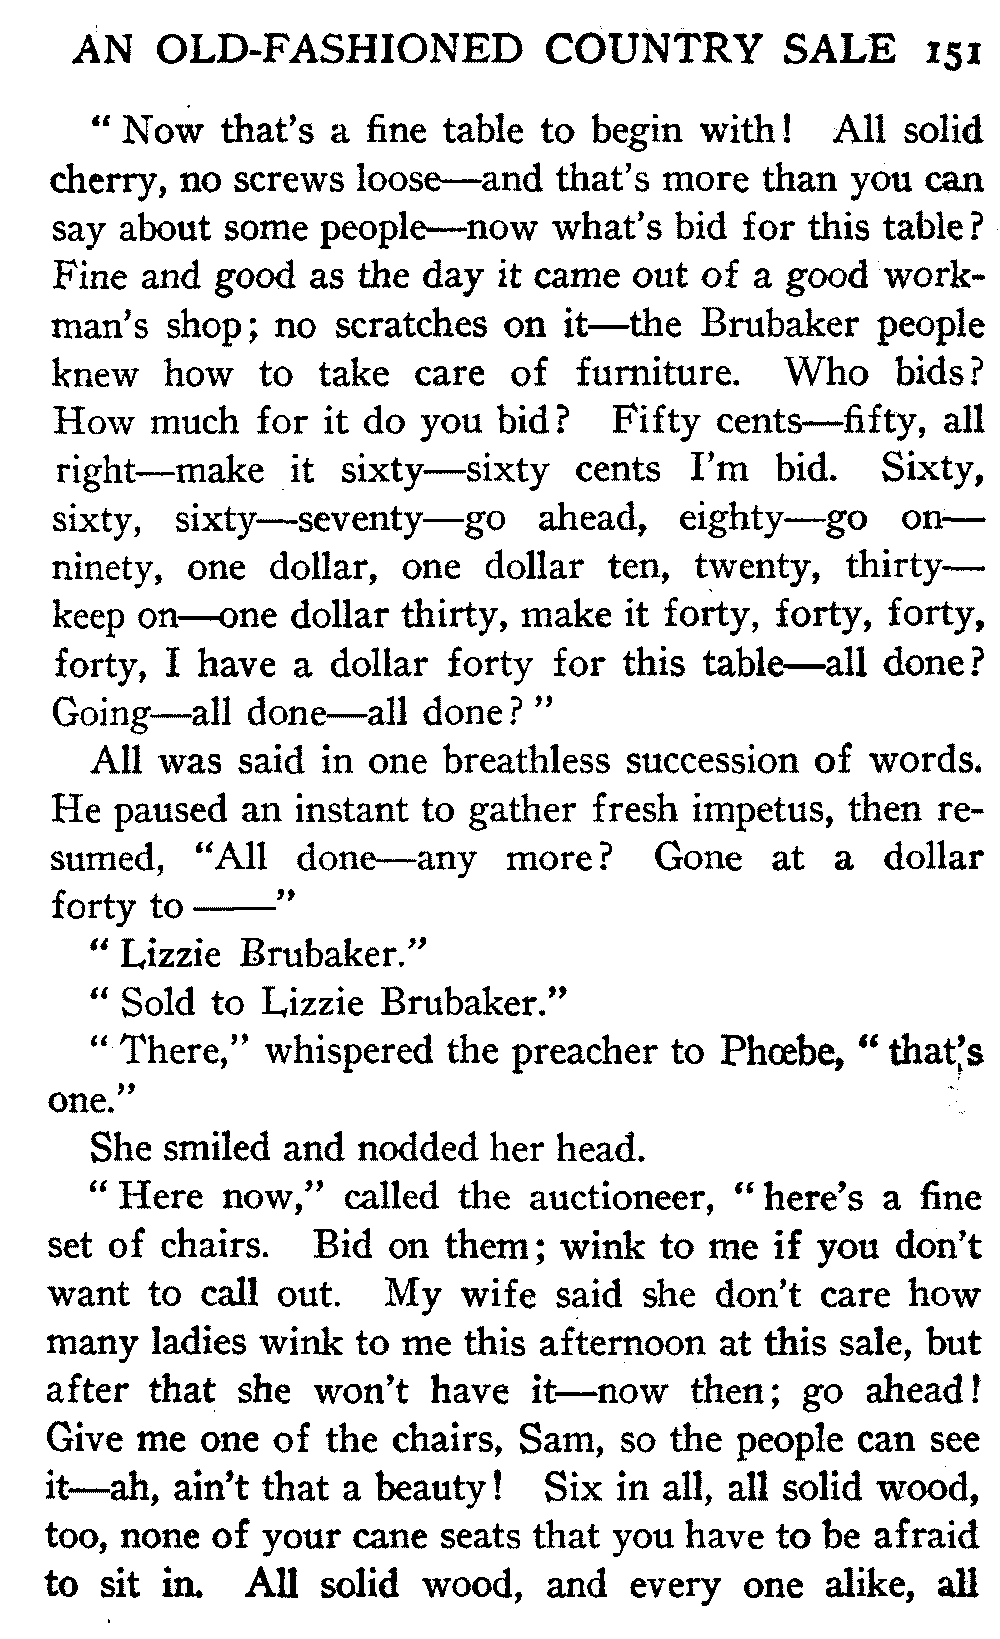 AN OLD-FASHIONED COUNTRY SALE 151
" Now that's a fine table to begin with! All solid
cherry, no screws loose—and that's more than you can
say about some people—now what's bid for this table?
Fine and good as the day it came out of a good work-
man's shop; no scratches on it—the Brubaker people
knew how to take care of furniture. Who bids?
How much for it do you bid? Fifty cents—fifty, all
right—make it sixty—sixty cents I'm bid. Sixty,
sixty, sixty—seventy—go ahead, eighty—go on—
ninety, one dollar, one dollar ten, twenty, thirty—
keep on—one dollar thirty, make it forty, forty, forty,
forty, I have a dollar forty for this table—all done?
Going—all done—all done? "
All was said in one breathless succession of words.
He paused an instant to gather fresh impetus, then re-
sumed, "All done—any more? Gone at a dollar
forty to ——"
" Lizzie Brubaker."
" Sold to Lizzie Brubaker."
" There," whispered the preacher to Phœbe, " that's
one."
She smiled and nodded her head.
" Here now," called the auctioneer, " here's a fine
set of chairs. Bid on them; wink to me if you don't
want to call out. My wife said she don't care how
many ladies wink to me this afternoon at this sale, but
after that she won't have it—now then; go ahead!
Give me one of the chairs, Sam, so the people can see
it—ah, ain't that a beauty! Six in all, all solid wood,
too, none of your cane seats that you have to be afraid
to sit in. All solid wood, and every one alike, all